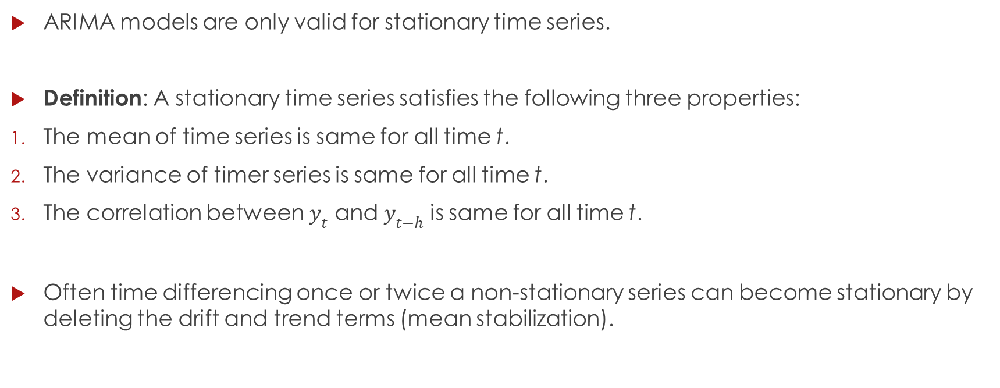 ▶ ARIMA models are only valid for stationary time series.
▶ Definition: A stationary time series satisfies the following three properties:
1. The mean of time series is same for all time t.
2. The variance of timer series is same for all time t.
3. The correlation between y_t and y_{t-h} is same for all time t.
▶ Often time differencing once or twice a non-stationary series can become stationary by
deleting the drift and trend terms (mean stabilization).